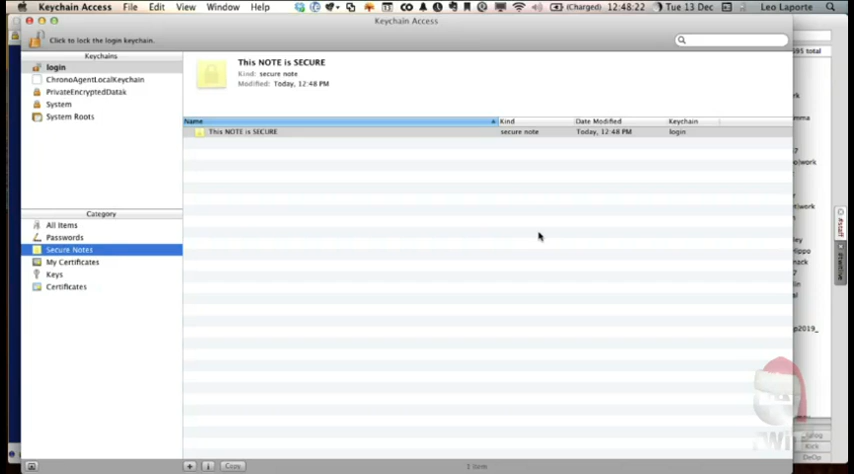 Keychain Access File Edit View Window Help (Charged) 12:48:22 Tue 13 Dec Leo Laporte
Keychain Access
Click to lock the login keychain.
Keychains
login
ChronoAgentLocalKeychain
PrivateEncryptedDatak
System
System Roots
This NOTE is SECURE
Kind: secure note
Modified: Today, 12:48 PM
Name Kind Date Modified Keychain
This NOTE is SECURE secure note Today, 12:48 PM login
Category
All Items
Passwords
Secure Notes
My Certificates
Keys
Certificates
Copy
1 item
#staff
Kick
DeOp